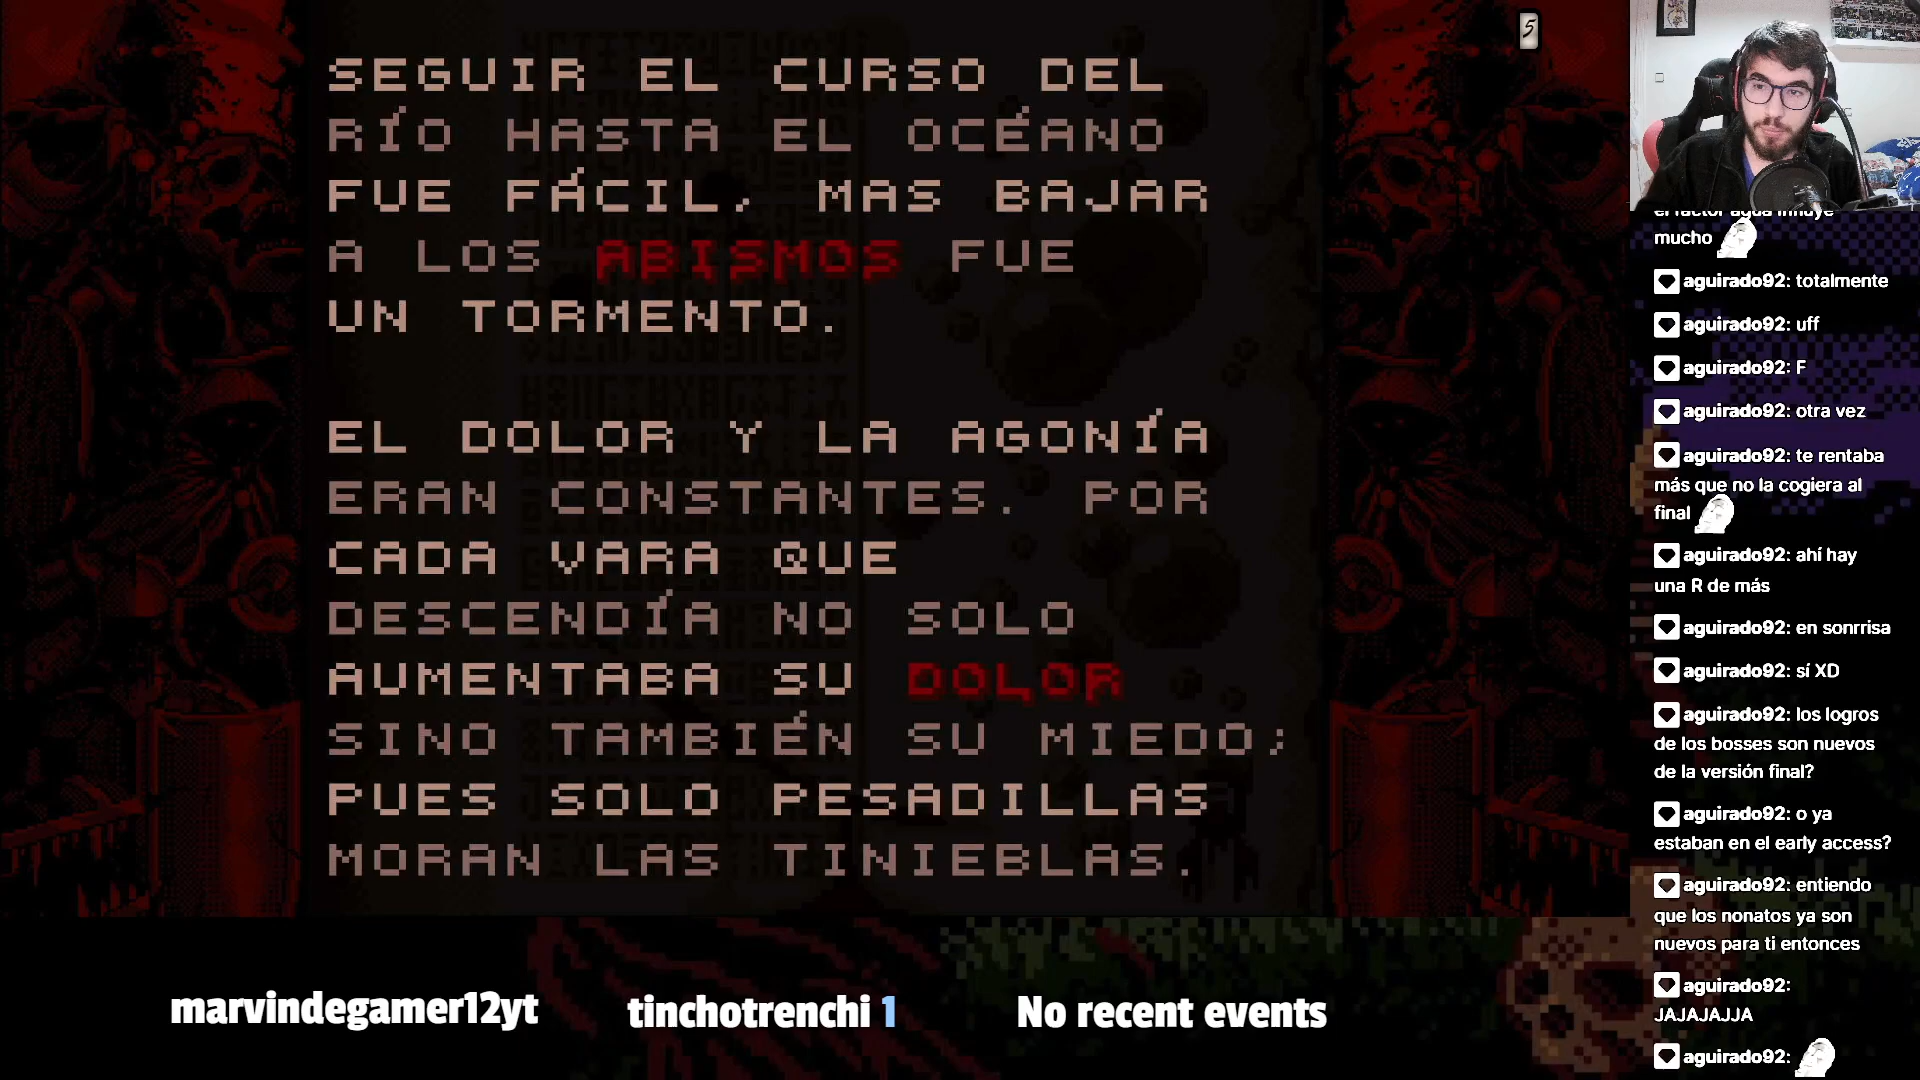 SEGUIR EL CURSO DEL
RÍO HASTA EL OCÉANO
FUE FÁCIL, MAS BAJAR
A LOS ABISMOS FUE
UN TORMENTO.
EL DOLOR Y LA AGONÍA
ERAN CONSTANTES. POR
CADA VARA QUE
DESCENDÍA NO SOLO
AUMENTABA SU DOLOR
SINO TAMBIÉN SU MIEDO;
PUES SOLO PESADILLAS
MORAN LAS TINIEBLAS.
5
el factor agua influye
mucho
aguirado92: totalmente
aguirado92: uff
aguirado92: F
aguirado92: otra vez
aguirado92: te rentaba
más que no la cogiera al
final
aguirado92: ahí hay
una R de más
aguirado92: en sonrrisa
aguirado92: sí XD
aguirado92: los logros
de los bosses son nuevos
de la versión final?
aguirado92: o ya
estaban en el early access?
aguirado92: entiendo
que los nonatos ya son
nuevos para ti entonces
aguirado92:
JAJAJAJJA
aguirado92:
marvindegamer12yt
tinchotrenchi 1
No recent events